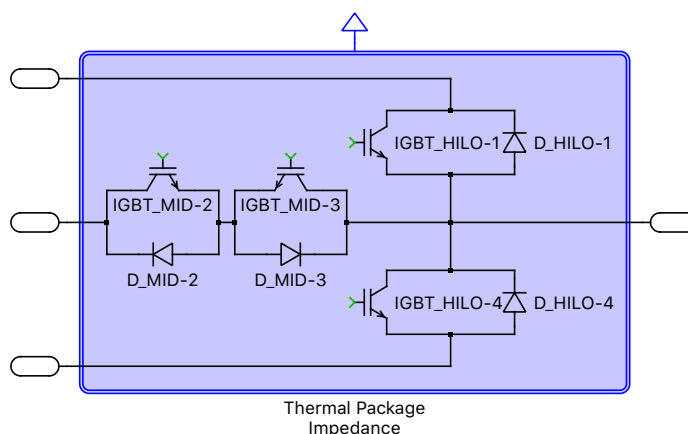 IGBT_HILO-1 D_HILO-1
IGBT_MID-2 IGBT_MID-3
D_MID-2 D_MID-3
IGBT_HILO-4 D_HILO-4
Thermal Package
Impedance